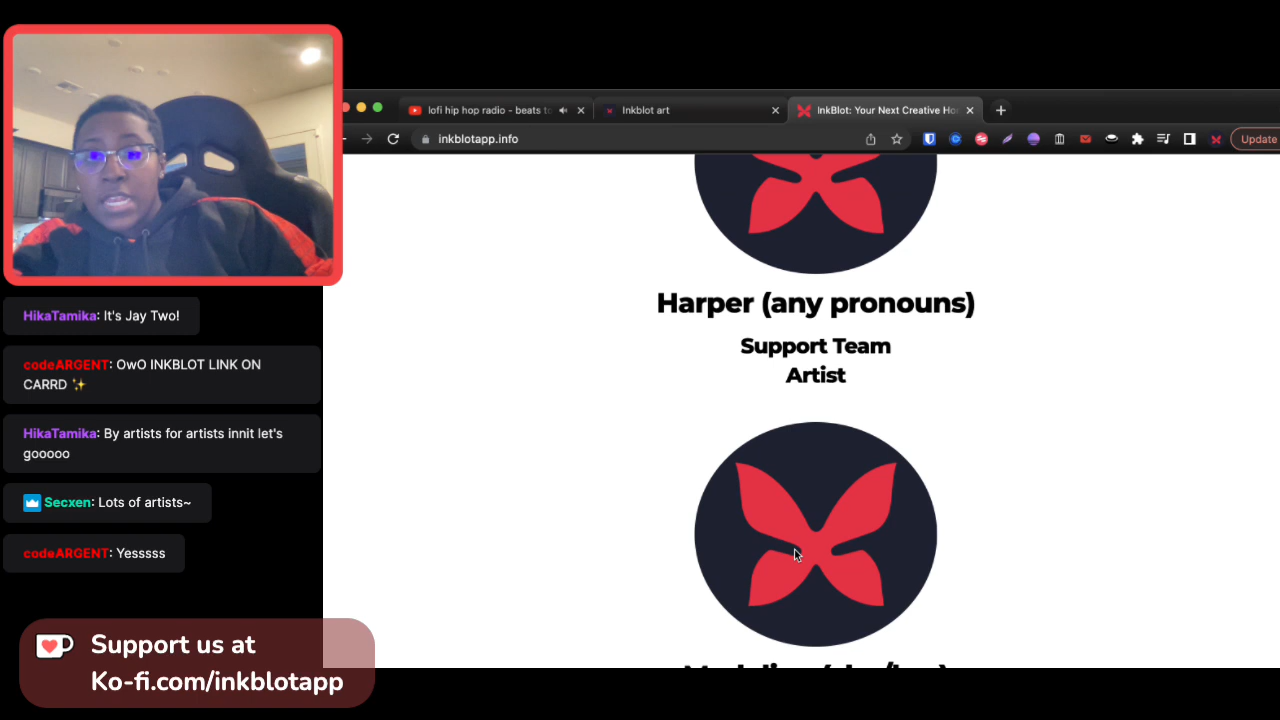 lofi hip hop radio - beats to
Inkblot art
InkBlot: Your Next Creative Ho
inkblotapp.info
Update
HikaTamika: It's Jay Two!
codeARGENT: OwO INKBLOT LINK ON
CARRD ✨
HikaTamika: By artists for artists innit let's
gooooo
Secxen: Lots of artists~
codeARGENT: Yesssss
Support us at
Ko-fi.com/inkblotapp
Harper (any pronouns)
Support Team
Artist